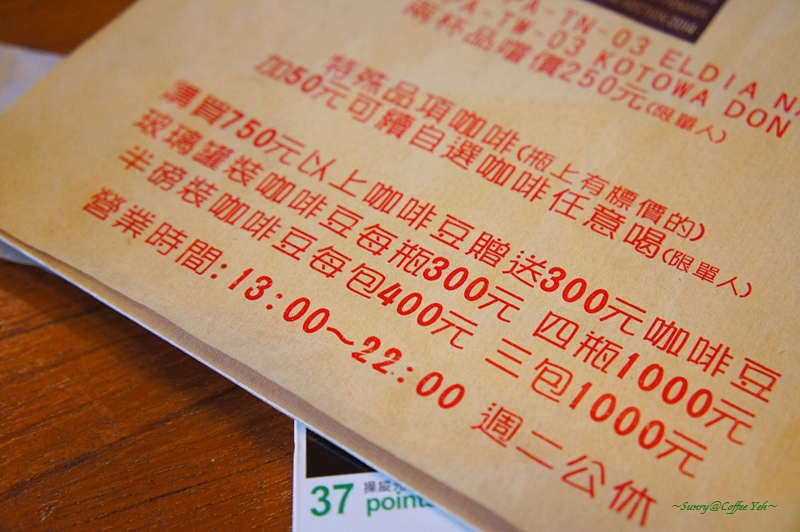 PA-TN-03 ELDIA
PA-TW-03 KOTOWA DON
兩杯品嚐價250元(限單人)
特殊品項咖啡(瓶上有標價的)
加50元可續自選咖啡任意喝(限單人)
購買750元以上咖啡豆贈送300元咖啡豆
玻璃罐裝咖啡豆每瓶300元 四瓶1000元
半磅裝咖啡豆每包400元 三包1000元
營業時間:13:00~22:00 週二公休
37 points
~Sunry@Coffee Yeh~